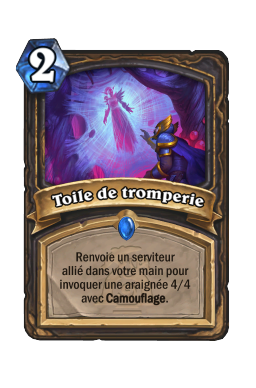 2
Toile de tromperie
Renvoie un serviteur
allié dans votre main pour
invoquer une araignée 4/4
avec Camouflage.